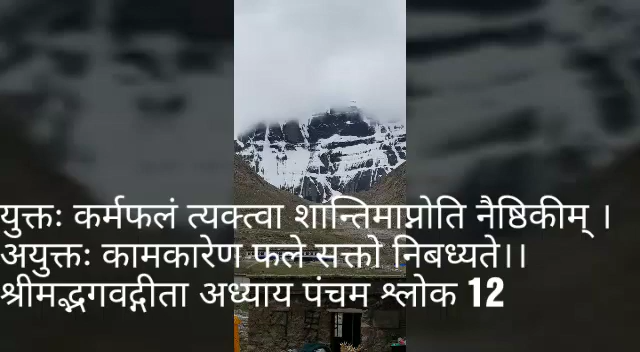 युक्तः कर्मफलं त्यक्त्वा शान्तिमाप्नोति नैष्ठिकीम् ।
अयुक्तः कामकारेण फले सक्तो निबध्यते।।
श्रीमद्भगवद्गीता अध्याय पंचम श्लोक 12